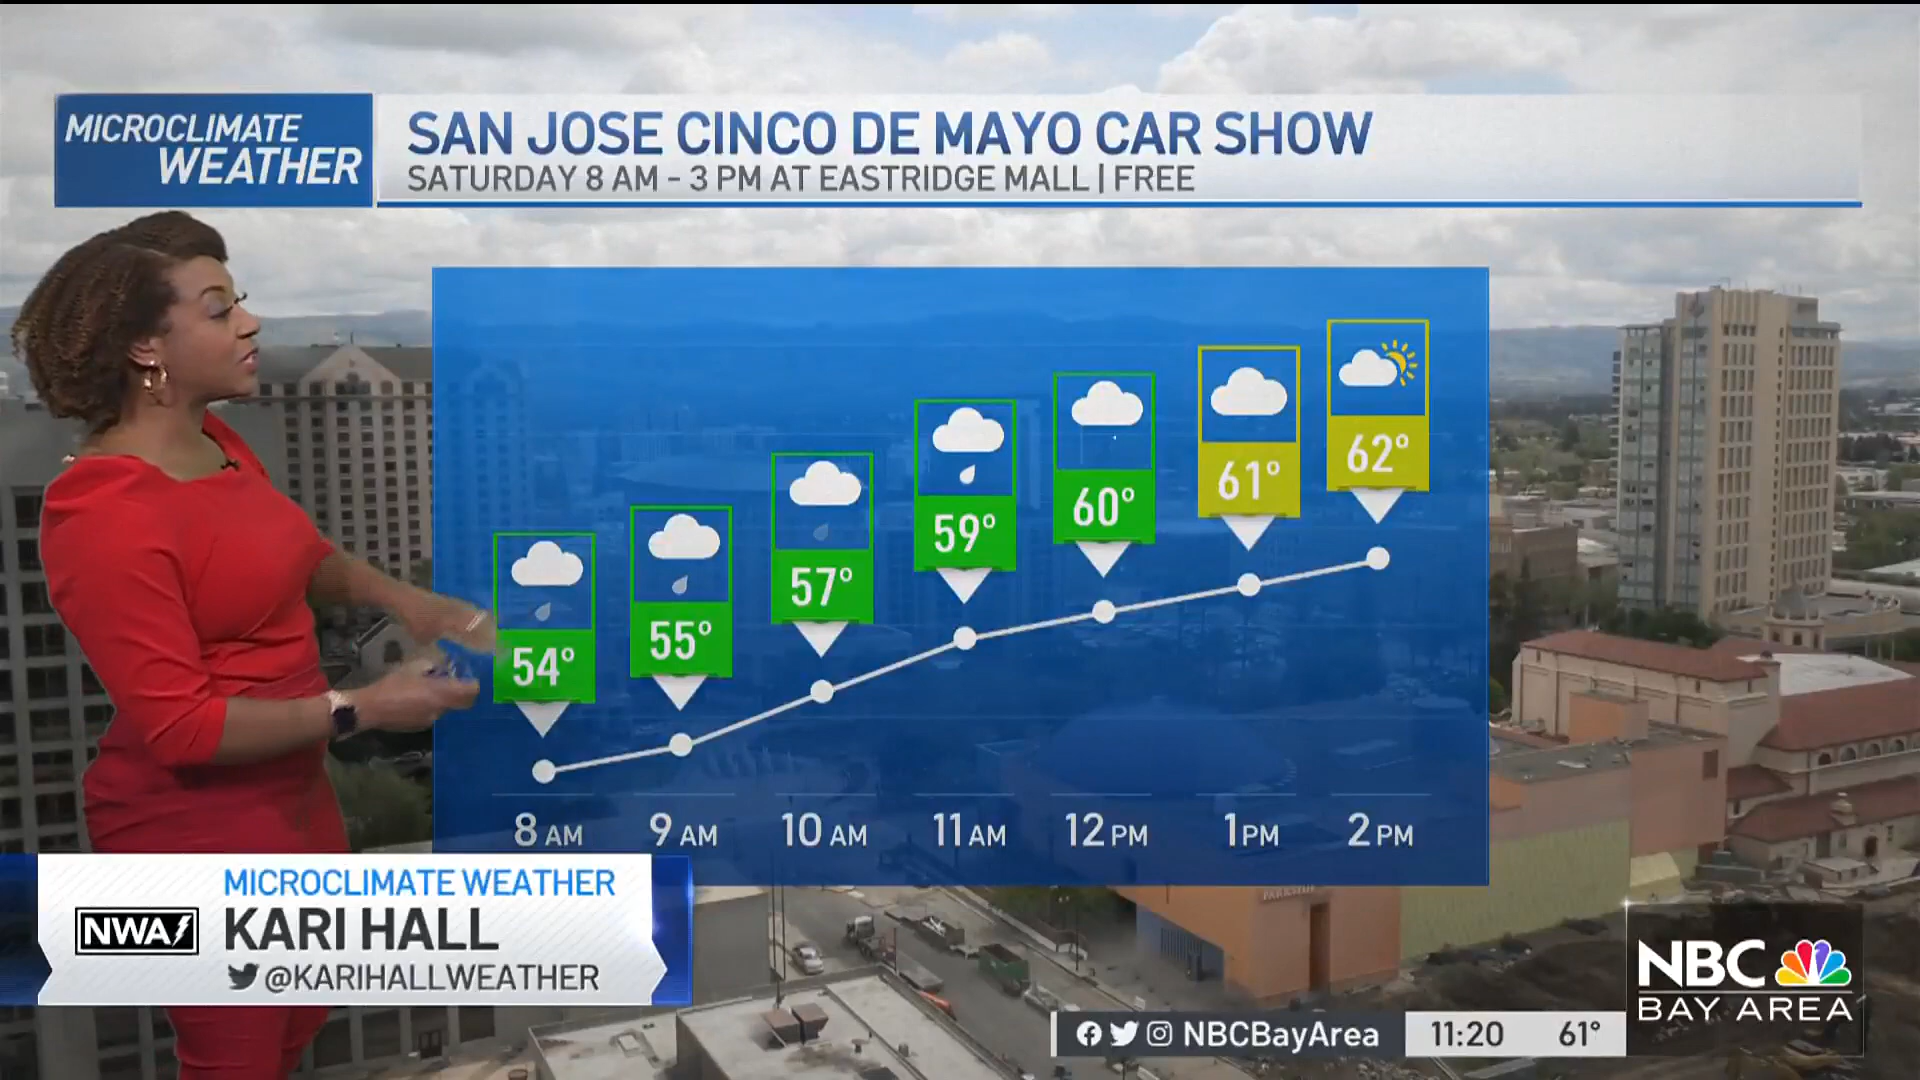 MICROCLIMATE
WEATHER
SAN JOSE CINCO DE MAYO CAR SHOW
SATURDAY 8 AM - 3 PM AT EASTRIDGE MALL | FREE
54° 55° 57° 59° 60° 61° 62°
8 AM 9 AM 10 AM 11 AM 12 PM 1 PM 2 PM
MICROCLIMATE WEATHER
NWA
KARI HALL
@KARIHALLWEATHER
NBC
BAY AREA
NBCBayArea 11:20 61°